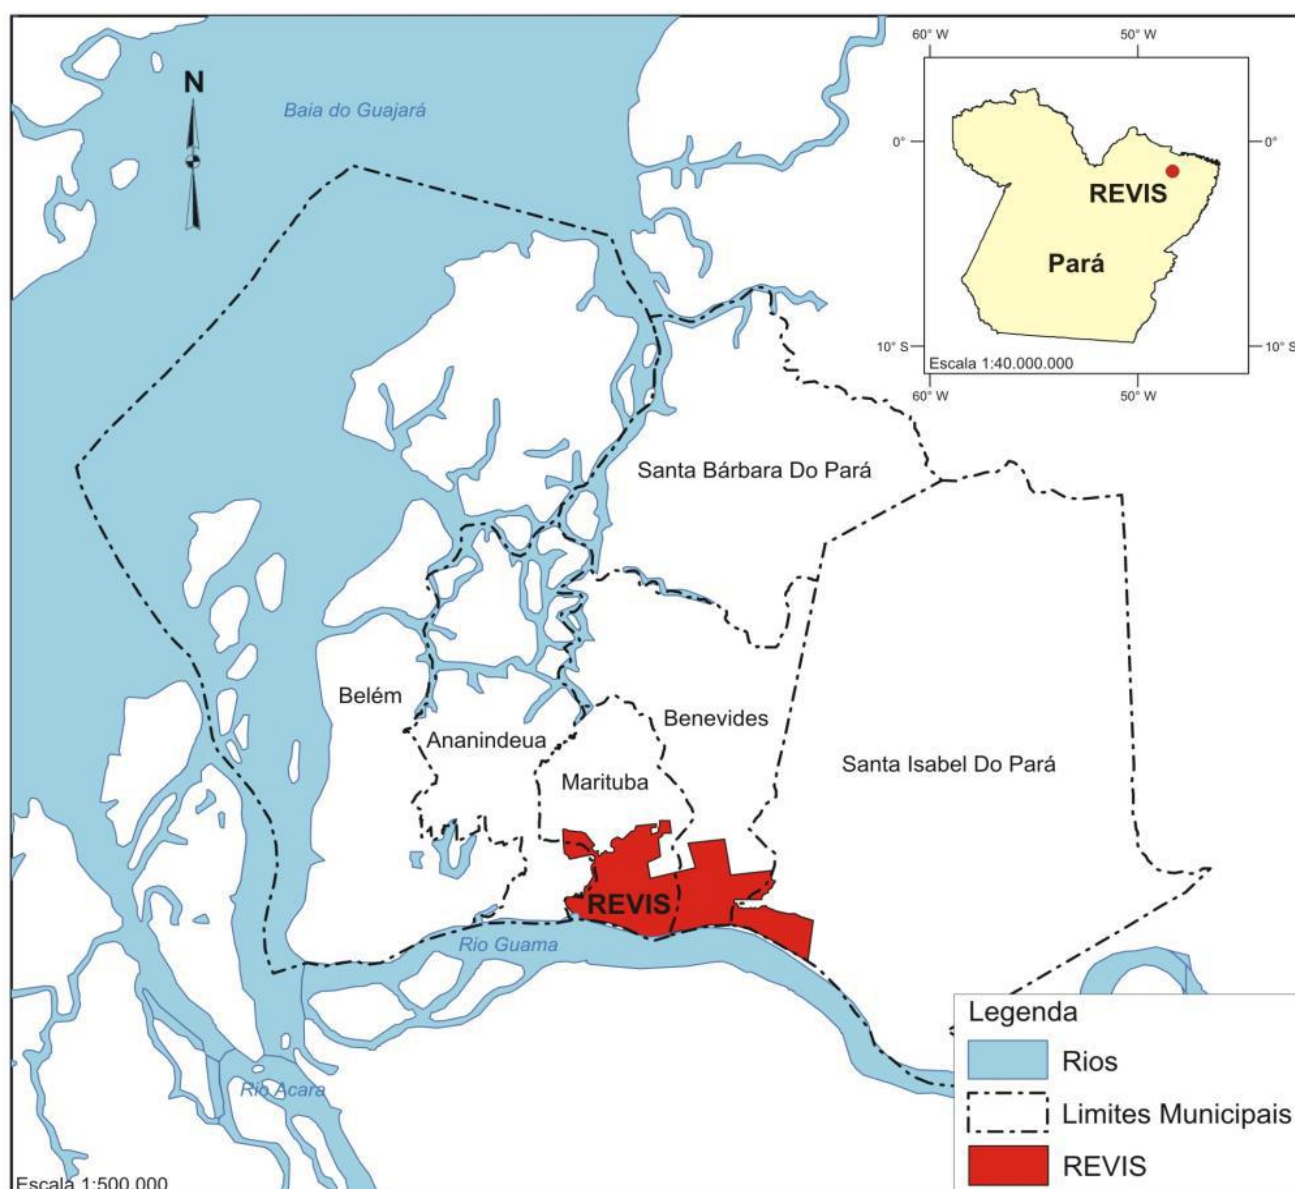 60° W
50° W
N
Baia do Guajará
0°
0°
REVIS
Pará
10° S
10° S
Escala 1:40.000.000
60° W
50° W
Santa Bárbara Do Pará
Belém
Benevides
Ananindeua
Santa Isabel Do Pará
Marituba
REVIS
Rio Guama
Legenda
Rios
Rio Acara
Limites Municipais
REVIS
Escala 1:500.000